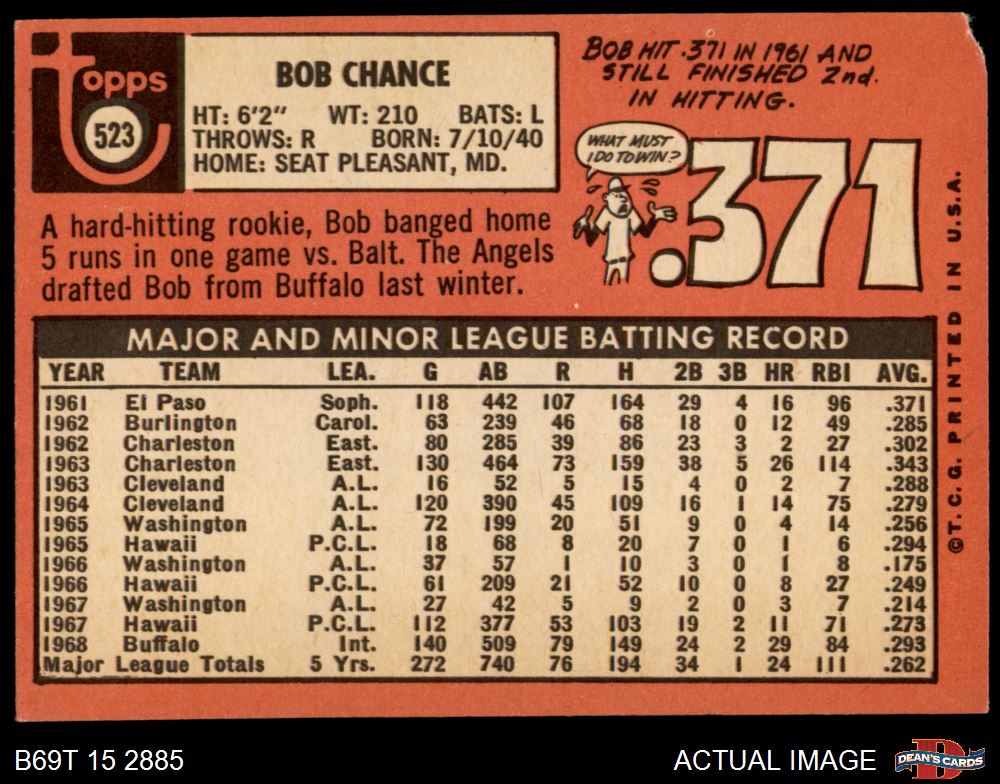 topps
523
BOB CHANCE
HT: 6'2" WT: 210 BATS: L
THROWS: R BORN: 7/10/40
HOME: SEAT PLEASANT, MD.
A hard-hitting rookie, Bob banged home
5 runs in one game vs. Balt. The Angels
drafted Bob from Buffalo last winter.
BOB HIT .371 IN 1961 AND
STILL FINISHED 2nd.
IN HITTING.
WHAT MUST
I DO TO WIN?
.371
MAJOR AND MINOR LEAGUE BATTING RECORD
YEAR TEAM LEA. G AB R H 2B 3B HR RBI AVG.
1961 El Paso Soph. 118 442 107 164 29 4 16 96 .371
1962 Burlington Carol. 63 239 46 68 18 0 12 49 .285
1962 Charleston East. 80 285 39 86 23 3 2 27 .302
1963 Charleston East. 130 464 73 159 38 5 26 114 .343
1963 Cleveland A.L. 16 52 5 15 4 0 2 7 .288
1964 Cleveland A.L. 120 390 45 109 16 1 14 75 .279
1965 Washington A.L. 72 199 20 51 9 0 4 14 .256
1965 Hawaii P.C.L. 18 68 8 20 7 0 1 6 .294
1966 Washington A.L. 37 57 1 10 3 0 1 8 .175
1966 Hawaii P.C.L. 61 209 21 52 10 0 8 27 .249
1967 Washington A.L. 27 42 5 9 2 0 3 7 .214
1967 Hawaii P.C.L. 112 377 53 103 19 2 11 71 .273
1968 Buffalo Int. 140 509 79 149 24 2 29 84 .293
Major League Totals 5 Yrs. 272 740 76 194 34 1 24 111 .262
©T.C.G. PRINTED IN U.S.A.
B69T 15 2885
ACTUAL IMAGE
D
DEAN'S CARDS